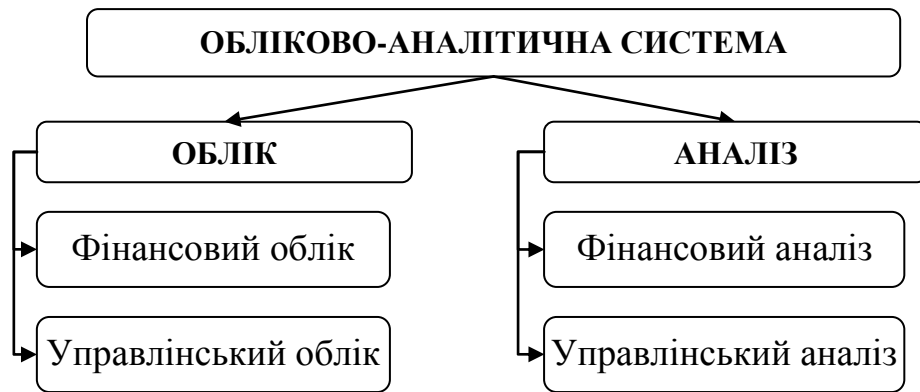 ОБЛІКОВО-АНАЛІТИЧНА СИСТЕМА
ОБЛІК
АНАЛІЗ
Фінансовий облік
Фінансовий аналіз
Управлінський облік
Управлінський аналіз